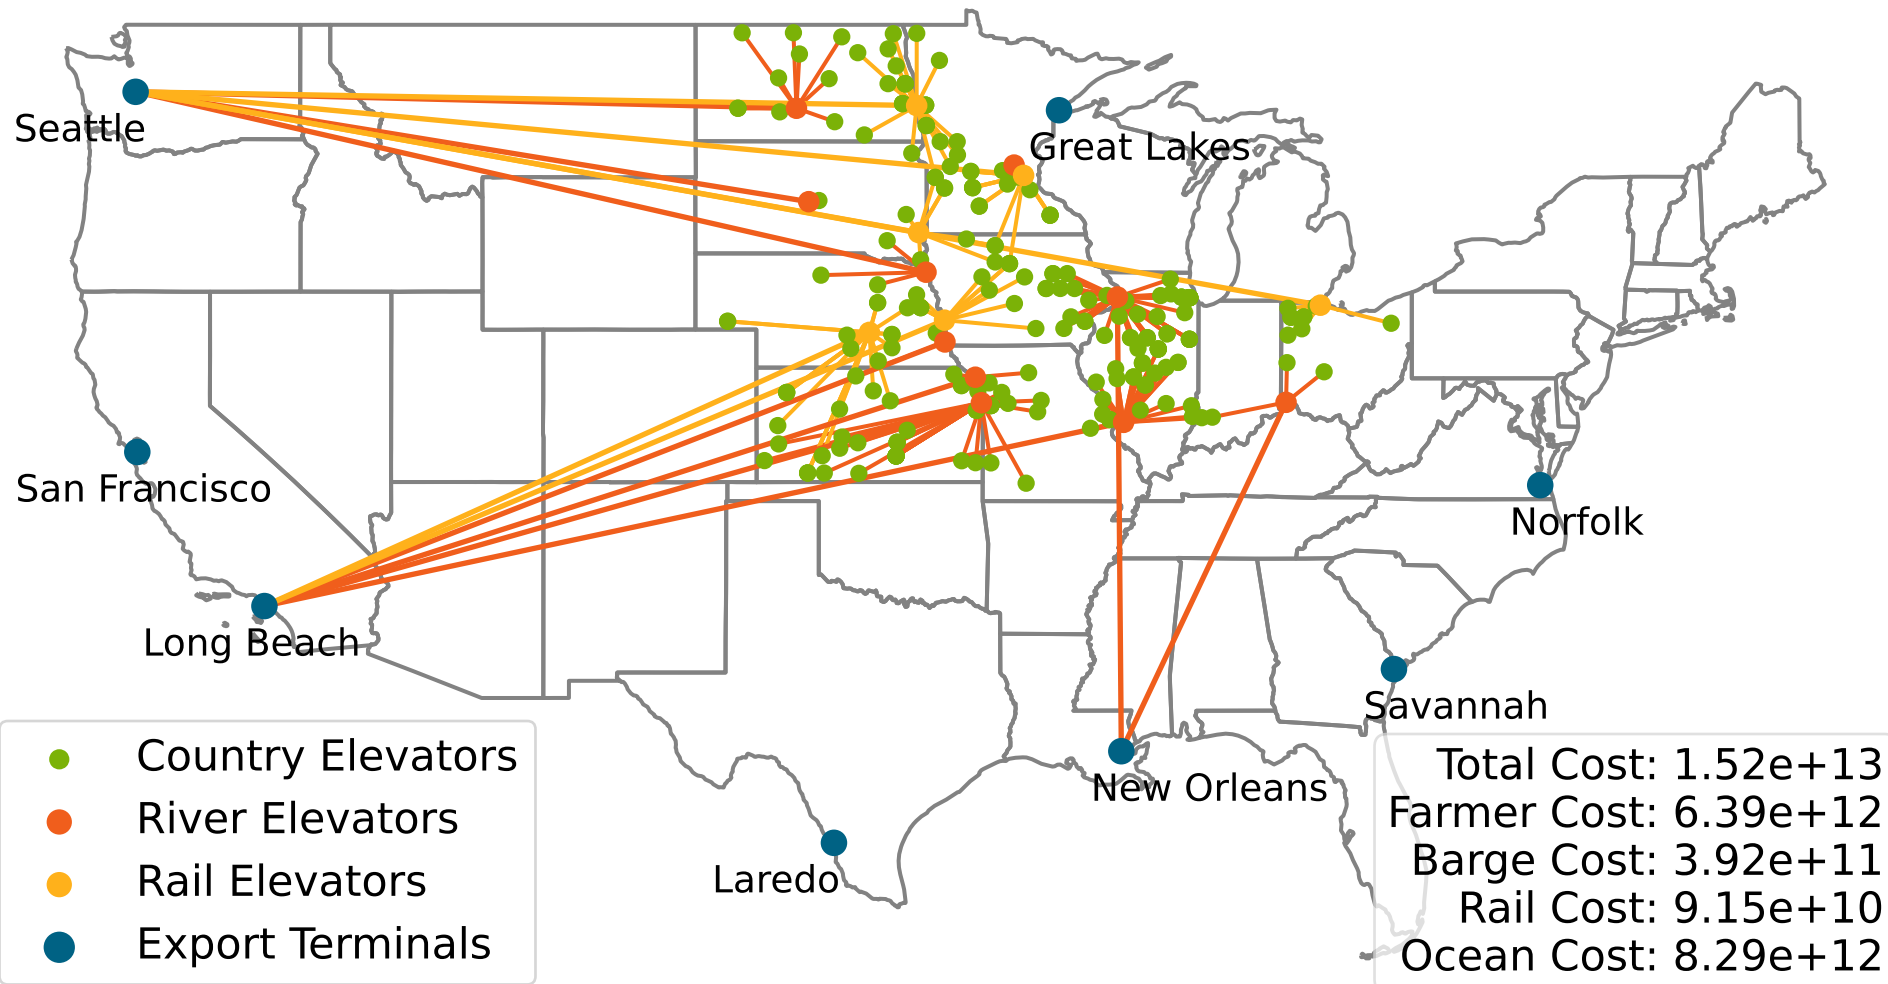 Seattle
Great Lakes
San Francisco
Norfolk
Long Beach
Savannah
New Orleans
Laredo
Country Elevators
River Elevators
Rail Elevators
Export Terminals
Total Cost: 1.52e+13
Farmer Cost: 6.39e+12
Barge Cost: 3.92e+11
Rail Cost: 9.15e+10
Ocean Cost: 8.29e+12